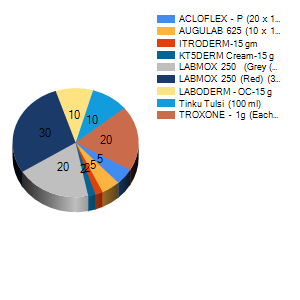 ACLOFLEX - P (20 x 1...
AUGULAB 625 (10 x 1...
ITRODERM-15 gm
KT5DERM Cream-15 g
LABMOX 250 (Grey (...
LABMOX 250 (Red) (3...
LABODERM - OC-15 g
Tinku Tulsi (100 ml)
TROXONE - 1g (Each...
10
10
30
20
20
5
5
2
2